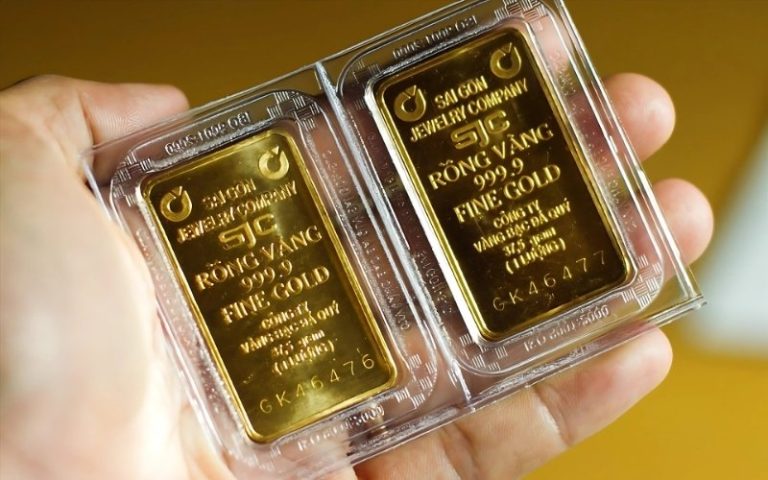 SAIGON
JEWELRY COMPANY
SJC
RỒNG VÀNG
999.9
FINE GOLD
CÔNG TY
VÀNG BẠC ĐÁ QUÝ
37,5 gam
(1 LƯỢNG)
GK46476
SAIGON
JEWELRY COMPANY
SJC
RỒNG VÀNG
999.9
FINE GOLD
CÔNG TY
VÀNG BẠC ĐÁ QUÝ
37,5 gam
(1 LƯỢNG)
GK46477